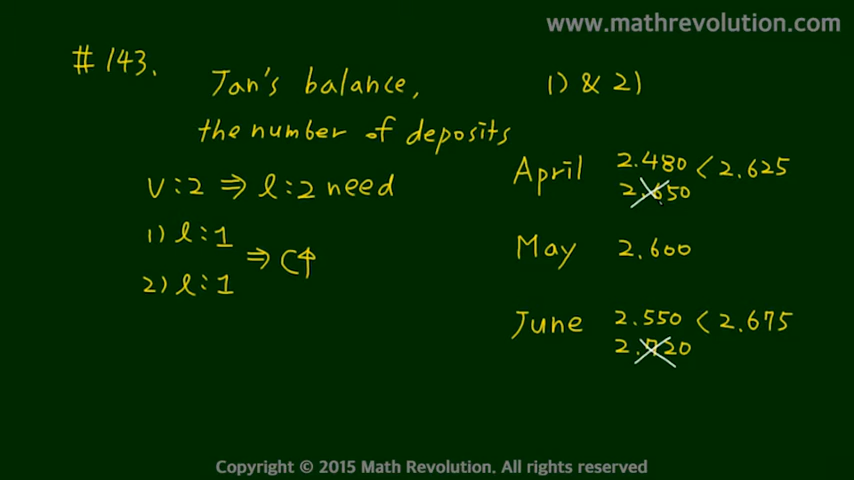 www.mathrevolution.com
# 143.
Jan's balance,
the number of deposits
V:2 ⇒ l:2 need
1) l:1
⇒ C↑
2) l:1
1) & 2)
April 2.480 < 2.625
2.650
May 2.600
June 2.550 < 2.675
2.720
Copyright © 2015 Math Revolution. All rights reserved